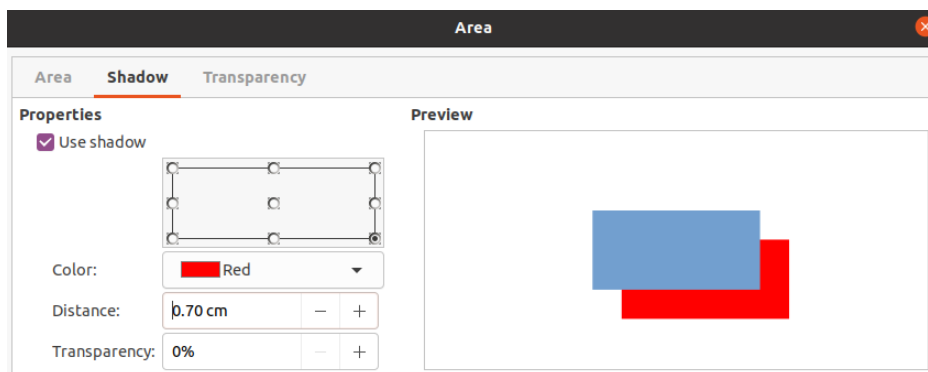 Area
Area Shadow Transparency
Properties
Preview
Use shadow
Color: Red
Distance: 0.70 cm
Transparency: 0%